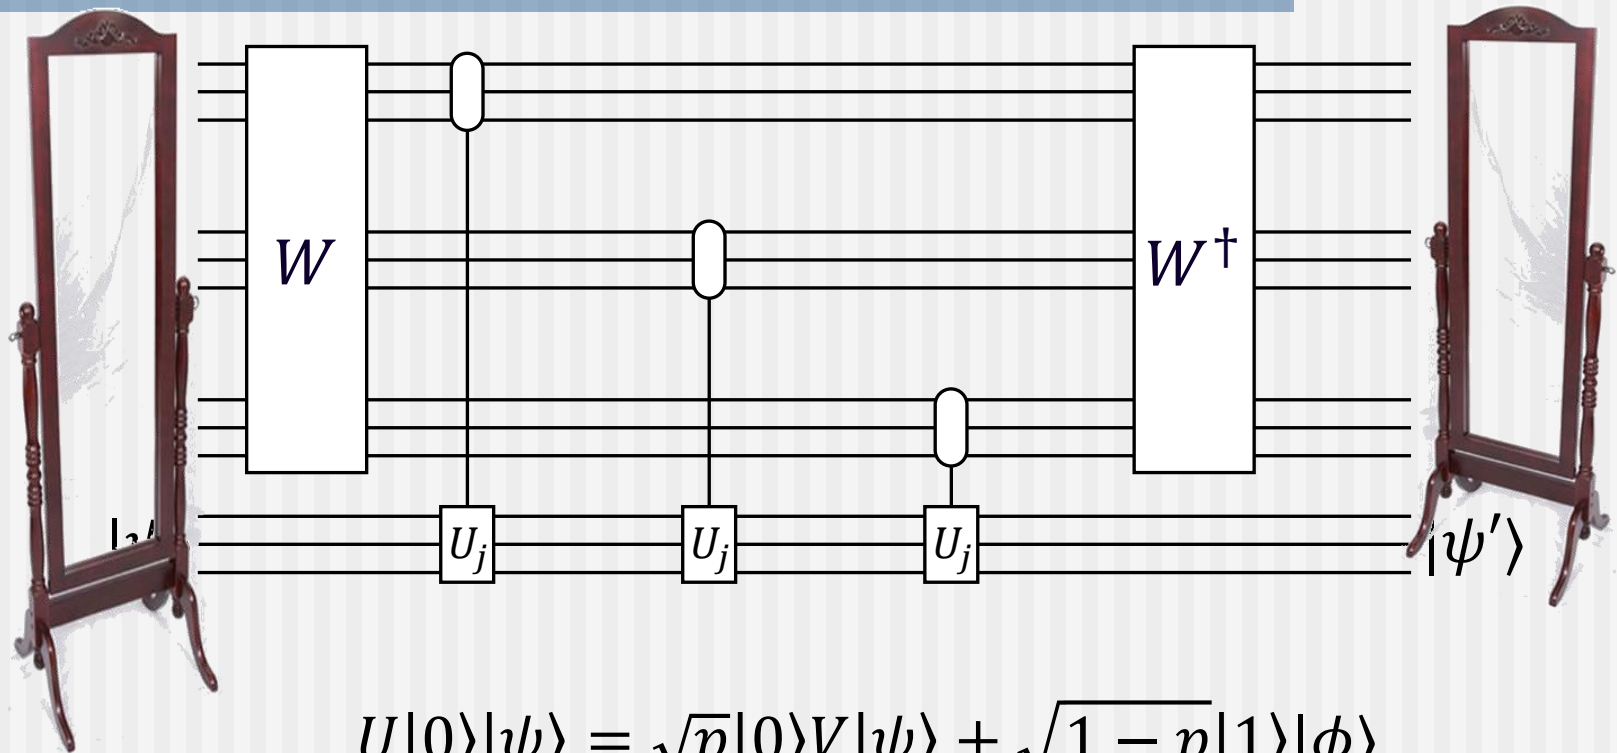 W
W†
U_j U_j U_j
|ψ′⟩
U|0⟩|ψ⟩ = √p|0⟩V|ψ⟩ + √(1 − p)|1⟩|ϕ⟩